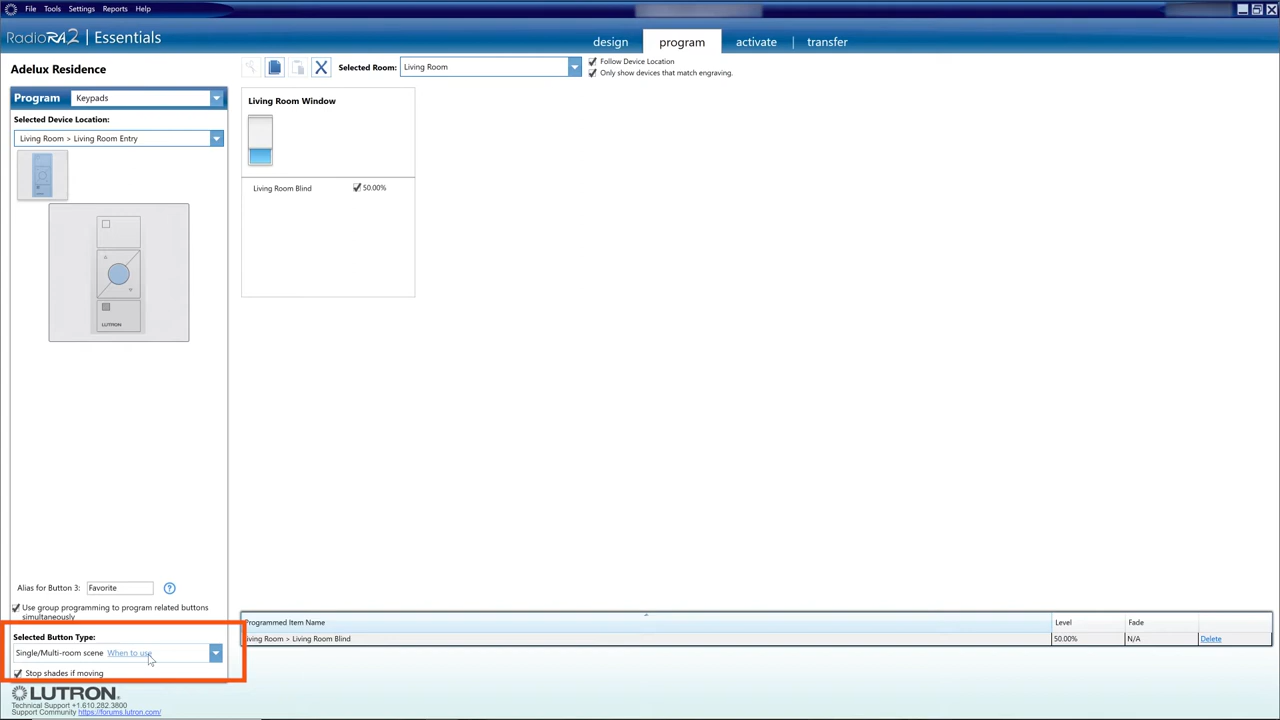 File Tools Settings Reports Help
RadioRA2 | Essentials
design program activate | transfer
Adelux Residence
Selected Room: Living Room
Follow Device Location
Only show devices that match engraving.
Program Keypads
Selected Device Location:
Living Room > Living Room Entry
LUTRON
Living Room Window
Living Room Blind 50.00%
Alias for Button 3: Favorite ?
Use group programming to program related buttons
simultaneously
Selected Button Type:
Single/Multi-room scene When to use
Stop shades if moving
Programmed Item Name Level Fade
Living Room > Living Room Blind 50.00% N/A Delete
LUTRON
Technical Support +1.610.282.3800
Support Community https://forums.lutron.com/